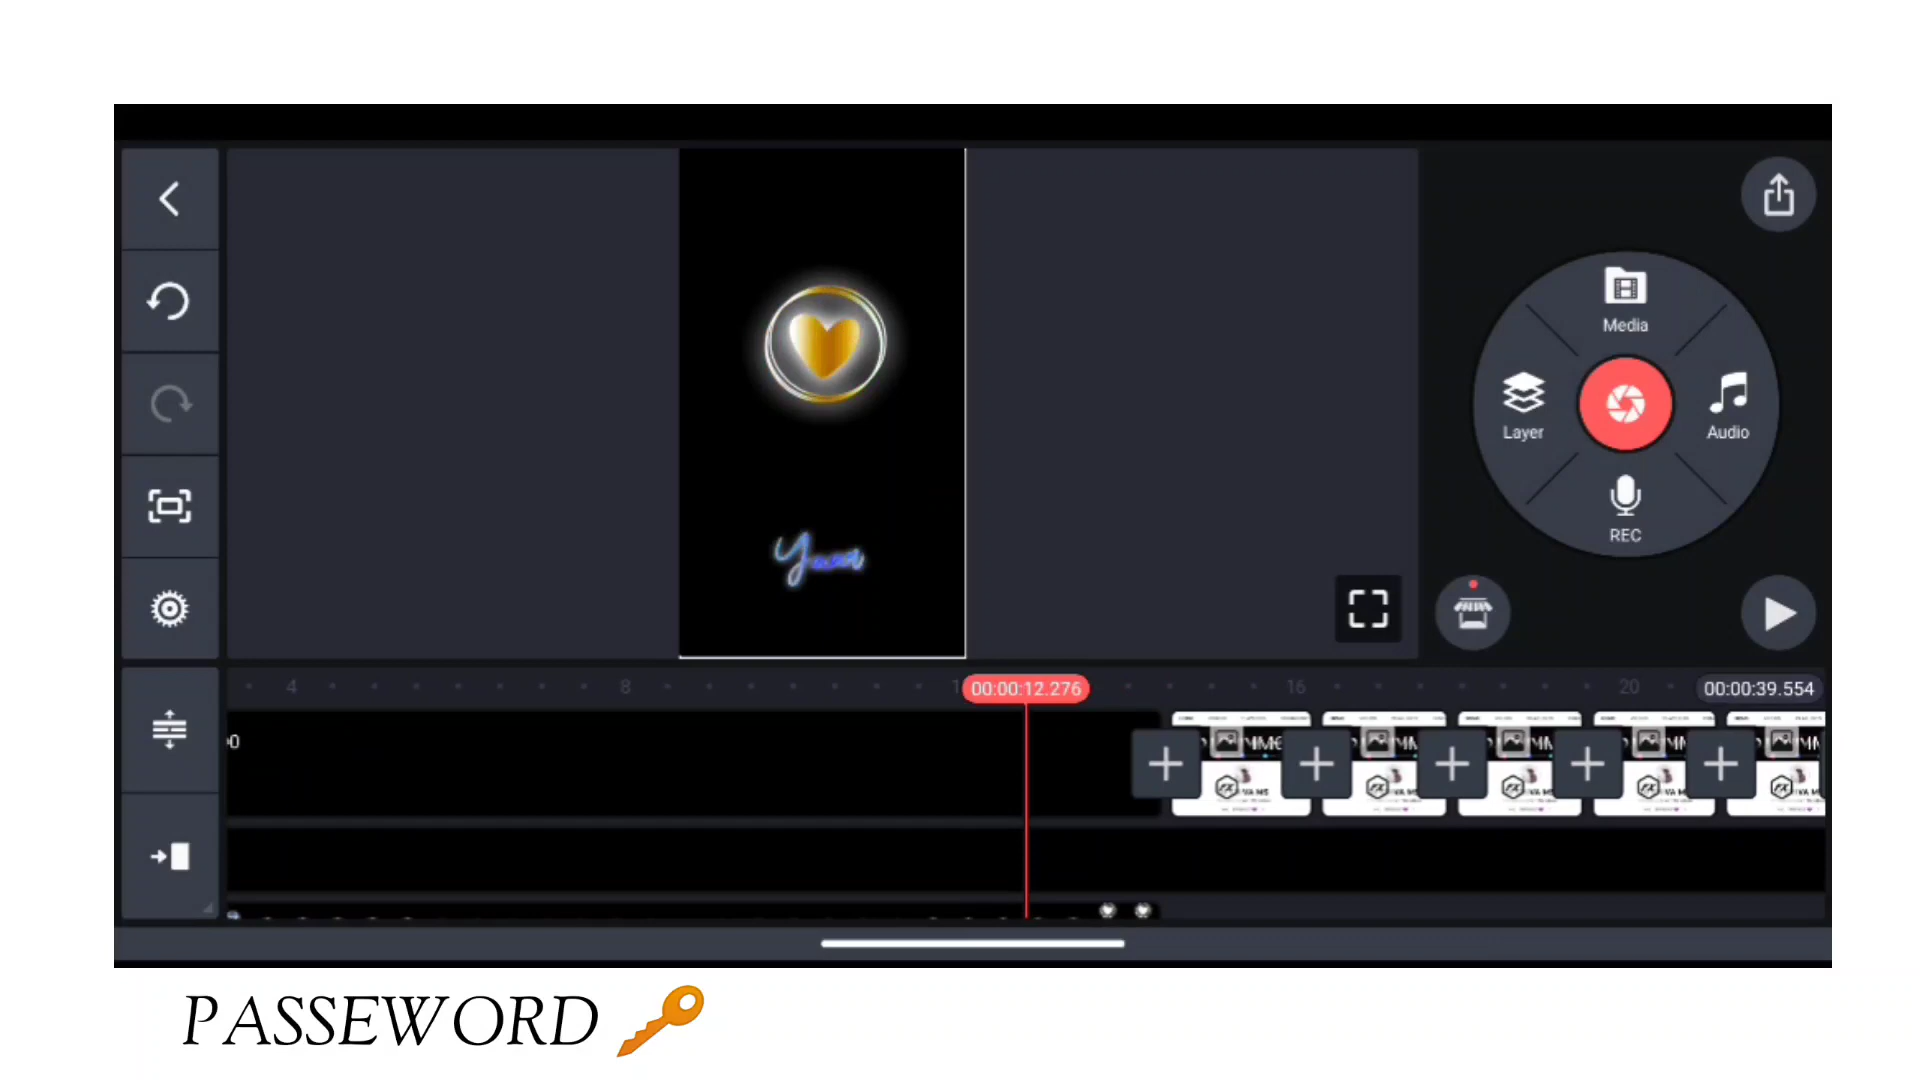 Media
Layer
Audio
REC
4
8
00:00:12.276
16
20
00:00:39.554
PASSEWORD